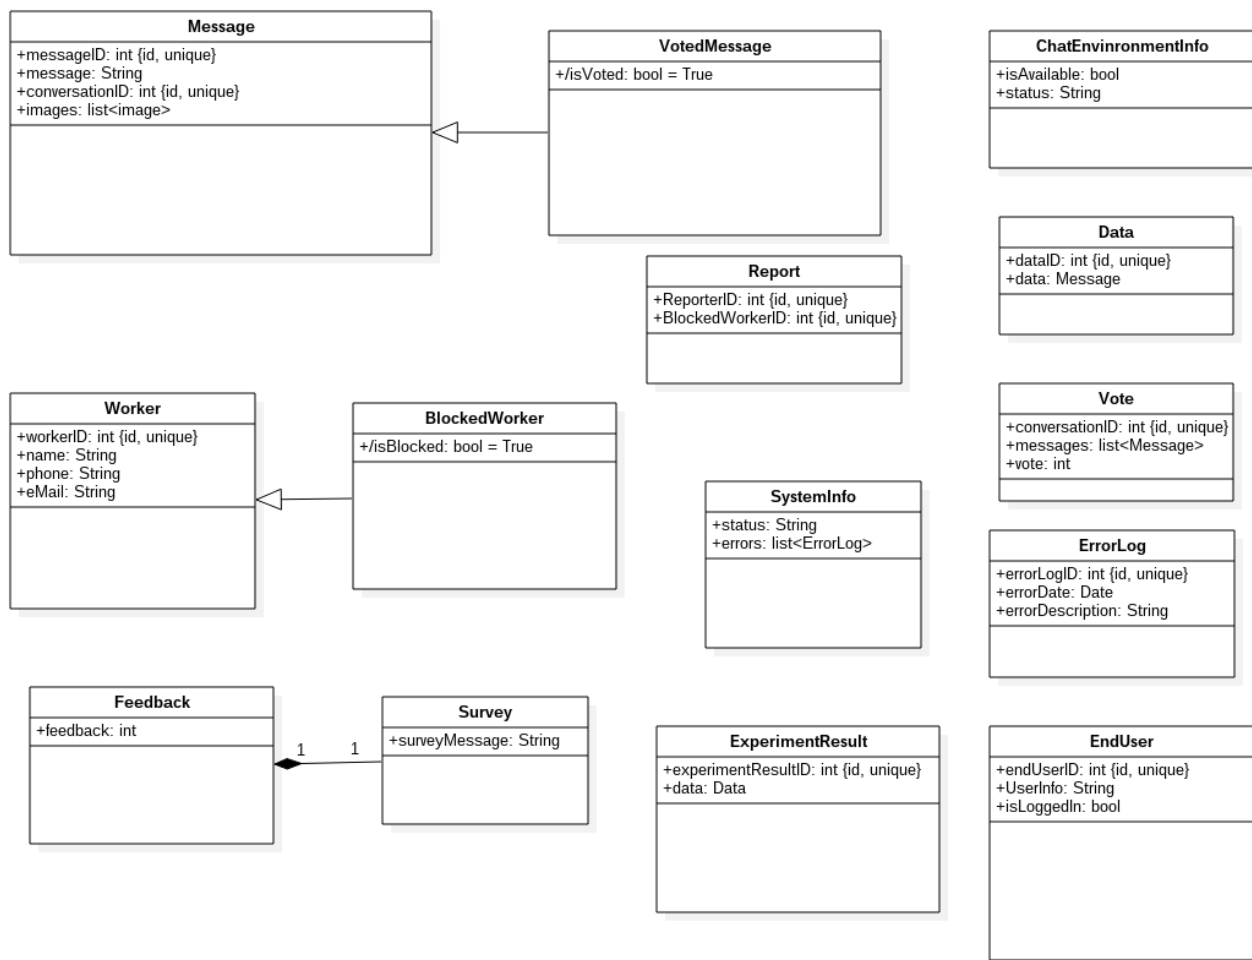 Message
+messageID: int {id, unique}
+message: String
+conversationID: int {id, unique}
+images: list<image>
VotedMessage
+/isVoted: bool = True
ChatEnvinronmentInfo
+isAvailable: bool
+status: String
Data
+dataID: int {id, unique}
+data: Message
Report
+ReporterID: int {id, unique}
+BlockedWorkerID: int {id, unique}
Worker
+workerID: int {id, unique}
+name: String
+phone: String
+eMail: String
BlockedWorker
+/isBlocked: bool = True
Vote
+conversationID: int {id, unique}
+messages: list<Message>
+vote: int
SystemInfo
+status: String
+errors: list<ErrorLog>
ErrorLog
+errorLogID: int {id, unique}
+errorDate: Date
+errorDescription: String
Feedback
+feedback: int
1
1
Survey
+surveyMessage: String
ExperimentResult
+experimentResultID: int {id, unique}
+data: Data
EndUser
+endUserID: int {id, unique}
+UserInfo: String
+isLoggedIn: bool